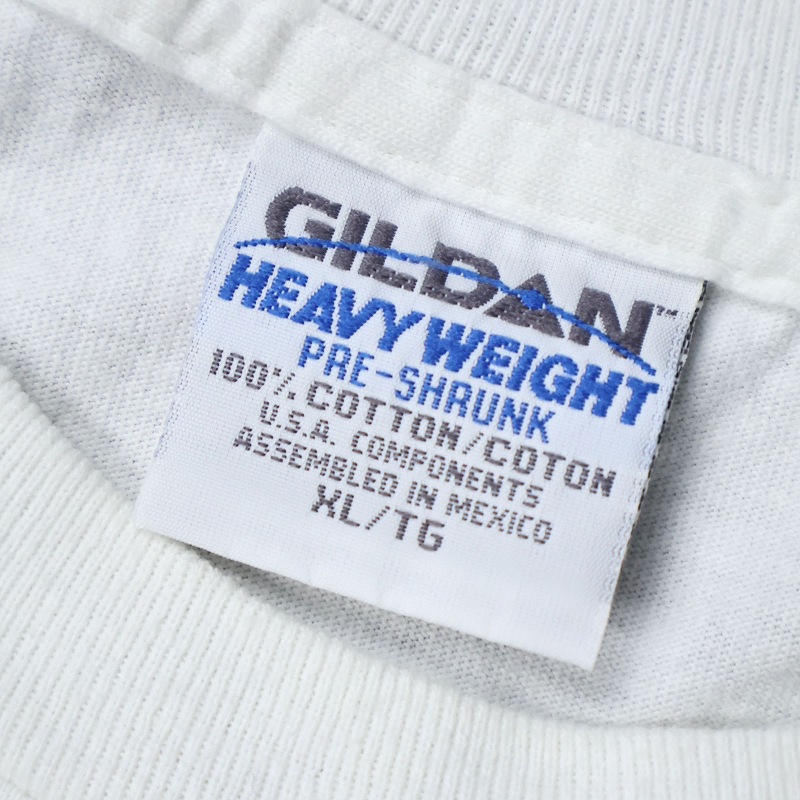 GILDAN™
HEAVY WEIGHT
PRE-SHRUNK
100% COTTON/COTON
U.S.A. COMPONENTS
ASSEMBLED IN MEXICO
XL/TG